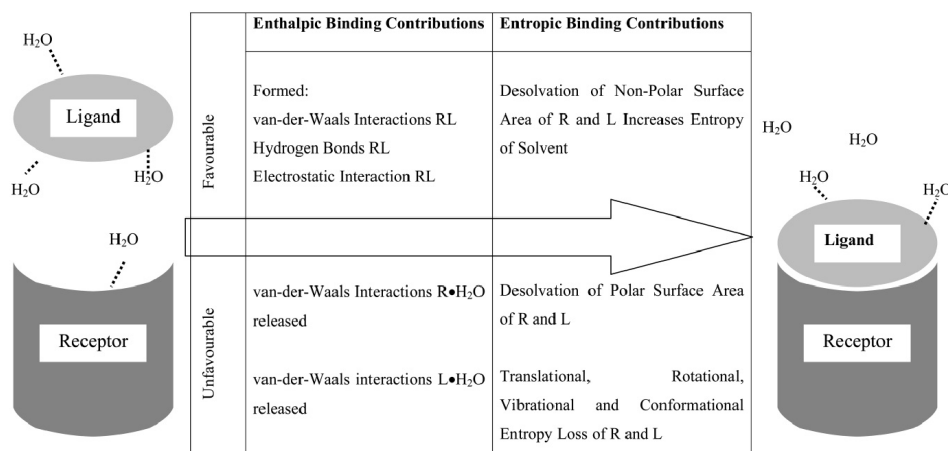 H₂O
Ligand
H₂O
H₂O
H₂O
Receptor
Enthalpic Binding Contributions
Entropic Binding Contributions
Favourable
Formed:
van-der-Waals Interactions RL
Hydrogen Bonds RL
Electrostatic Interaction RL
Desolvation of Non-Polar Surface
Area of R and L Increases Entropy
of Solvent
Unfavourable
van-der-Waals Interactions R•H₂O
released
van-der-Waals interactions L•H₂O
released
Desolvation of Polar Surface Area
of R and L
Translational, Rotational,
Vibrational and Conformational
Entropy Loss of R and L
H₂O
H₂O
H₂O
H₂O
Ligand
Receptor